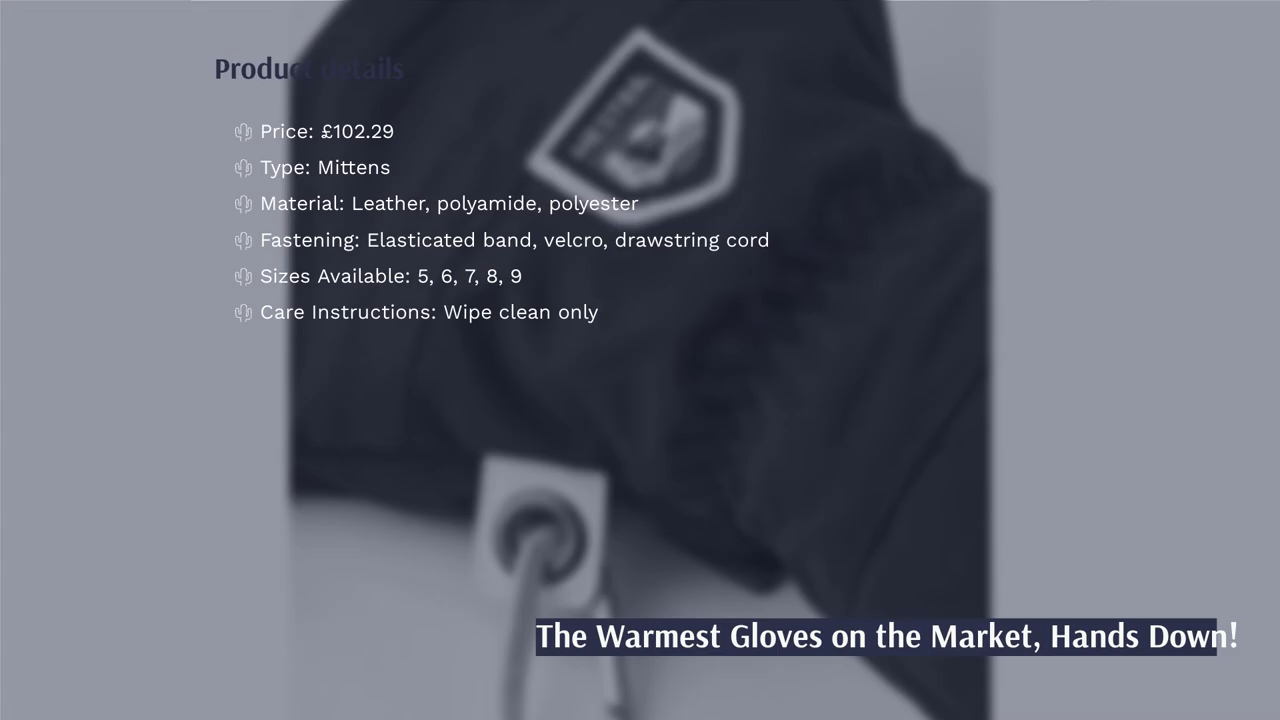 Product details
Price: £102.29
Type: Mittens
Material: Leather, polyamide, polyester
Fastening: Elasticated band, velcro, drawstring cord
Sizes Available: 5, 6, 7, 8, 9
Care Instructions: Wipe clean only
The Warmest Gloves on the Market, Hands Down!